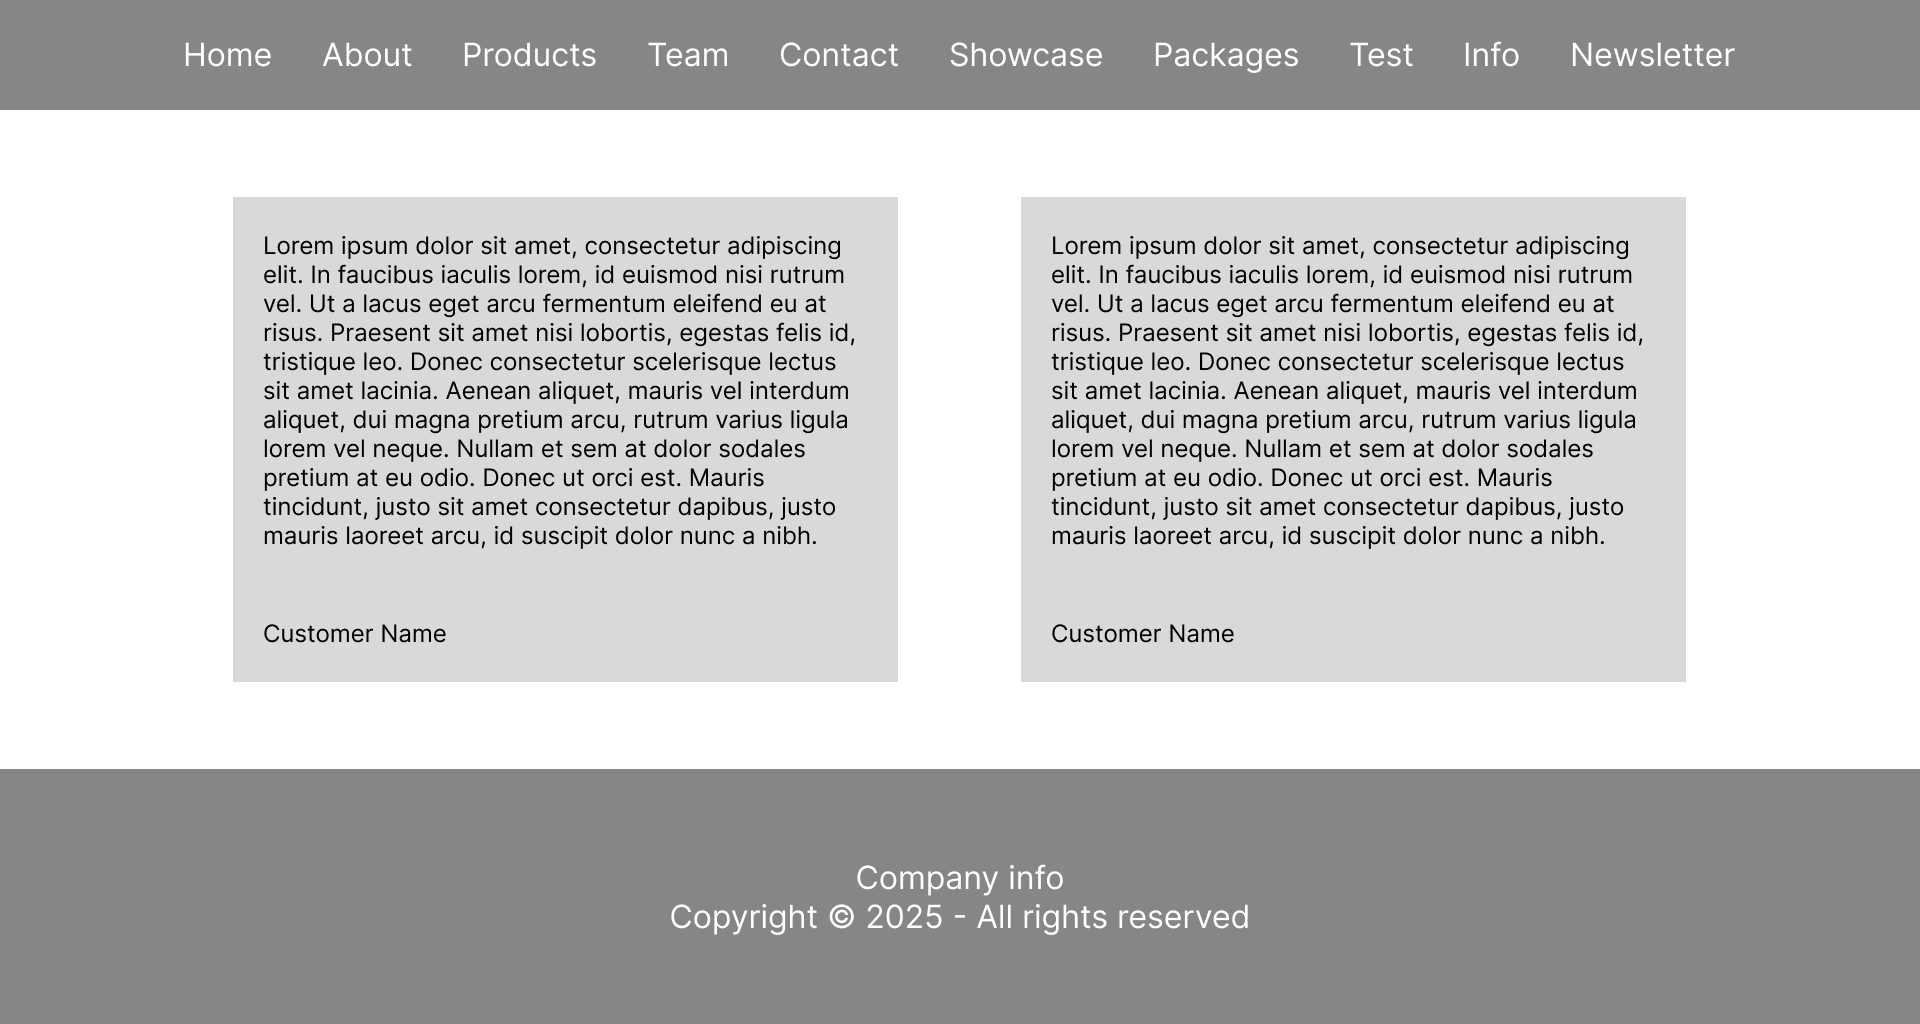 Home About Products Team Contact Showcase Packages Test Info Newsletter
Lorem ipsum dolor sit amet, consectetur adipiscing
elit. In faucibus iaculis lorem, id euismod nisi rutrum
vel. Ut a lacus eget arcu fermentum eleifend eu at
risus. Praesent sit amet nisi lobortis, egestas felis id,
tristique leo. Donec consectetur scelerisque lectus
sit amet lacinia. Aenean aliquet, mauris vel interdum
aliquet, dui magna pretium arcu, rutrum varius ligula
lorem vel neque. Nullam et sem at dolor sodales
pretium at eu odio. Donec ut orci est. Mauris
tincidunt, justo sit amet consectetur dapibus, justo
mauris laoreet arcu, id suscipit dolor nunc a nibh.
Customer Name
Lorem ipsum dolor sit amet, consectetur adipiscing
elit. In faucibus iaculis lorem, id euismod nisi rutrum
vel. Ut a lacus eget arcu fermentum eleifend eu at
risus. Praesent sit amet nisi lobortis, egestas felis id,
tristique leo. Donec consectetur scelerisque lectus
sit amet lacinia. Aenean aliquet, mauris vel interdum
aliquet, dui magna pretium arcu, rutrum varius ligula
lorem vel neque. Nullam et sem at dolor sodales
pretium at eu odio. Donec ut orci est. Mauris
tincidunt, justo sit amet consectetur dapibus, justo
mauris laoreet arcu, id suscipit dolor nunc a nibh.
Customer Name
Company info
Copyright © 2025 - All rights reserved